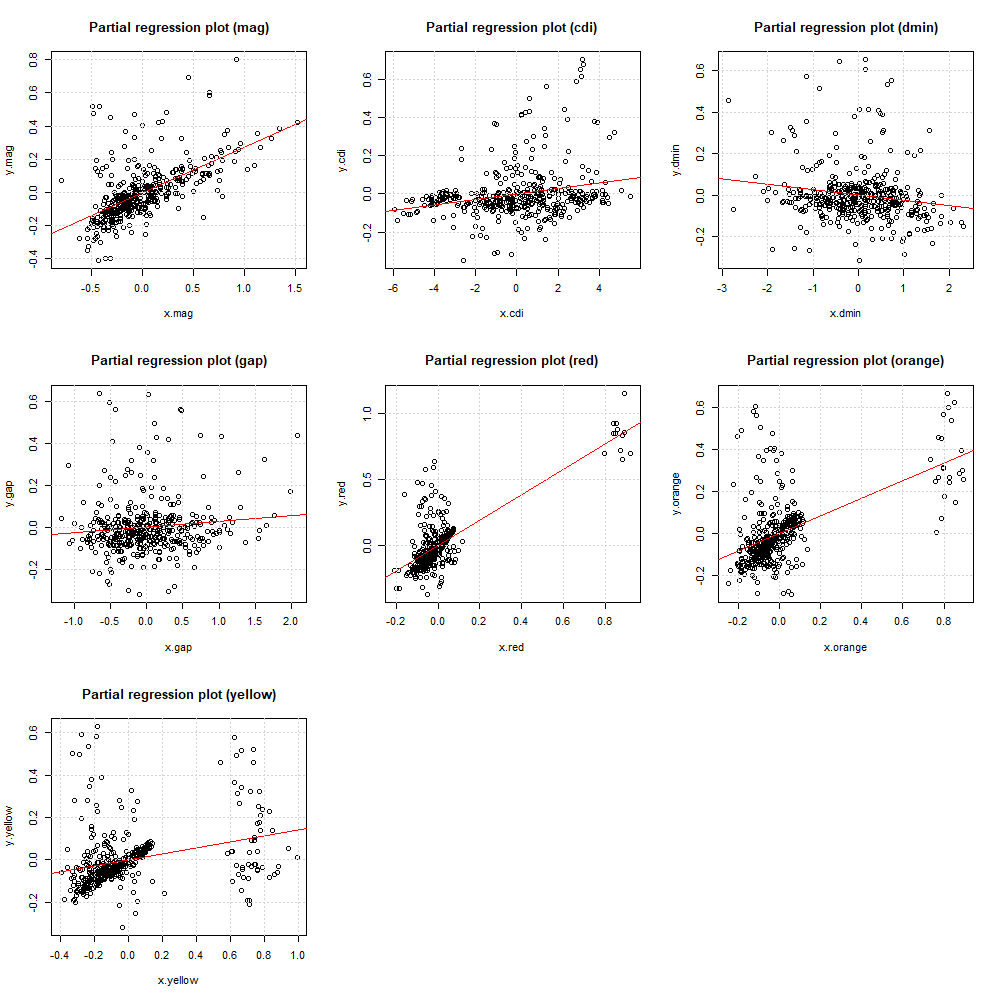 Partial regression plot (mag)
y.mag
-0.4 -0.2 0.0 0.2 0.4 0.6 0.8
-0.5 0.0 0.5 1.0 1.5
x.mag
Partial regression plot (cdi)
y.cdi
-0.2 0.0 0.2 0.4 0.6
-6 -4 -2 0 2 4
x.cdi
Partial regression plot (dmin)
y.dmin
-0.2 0.0 0.2 0.4 0.6
-3 -2 -1 0 1 2
x.dmin
Partial regression plot (gap)
y.gap
-0.2 0.0 0.2 0.4 0.6
-1.0 -0.5 0.0 0.5 1.0 1.5 2.0
x.gap
Partial regression plot (red)
y.red
0.0 0.5 1.0
-0.2 0.0 0.2 0.4 0.6 0.8
x.red
Partial regression plot (orange)
y.orange
-0.2 0.0 0.2 0.4 0.6
-0.2 0.0 0.2 0.4 0.6 0.8
x.orange
Partial regression plot (yellow)
y.yellow
-0.2 0.0 0.2 0.4 0.6
-0.4 -0.2 0.0 0.2 0.4 0.6 0.8 1.0
x.yellow